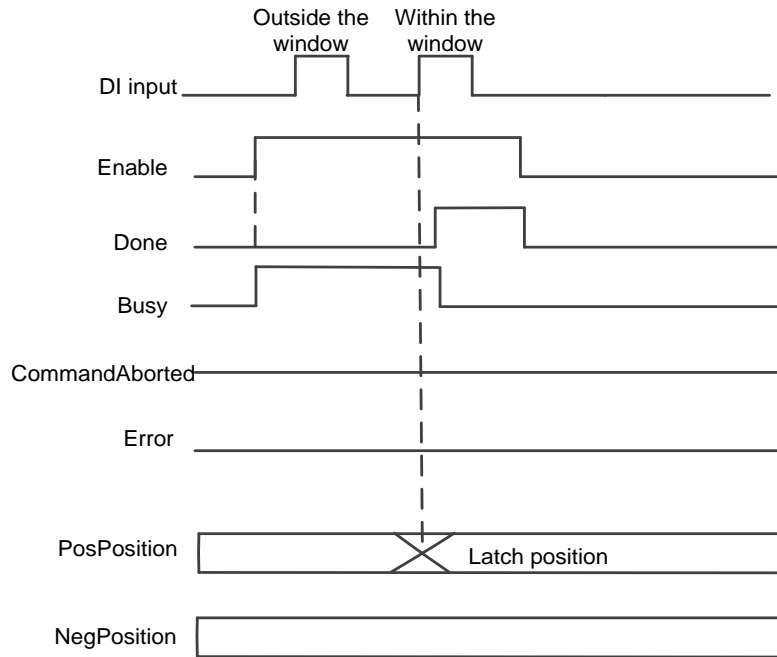 Outside the
window
Within the
window
DI input
Enable
Done
Busy
CommandAborted
Error
PosPosition
Latch position
NegPosition